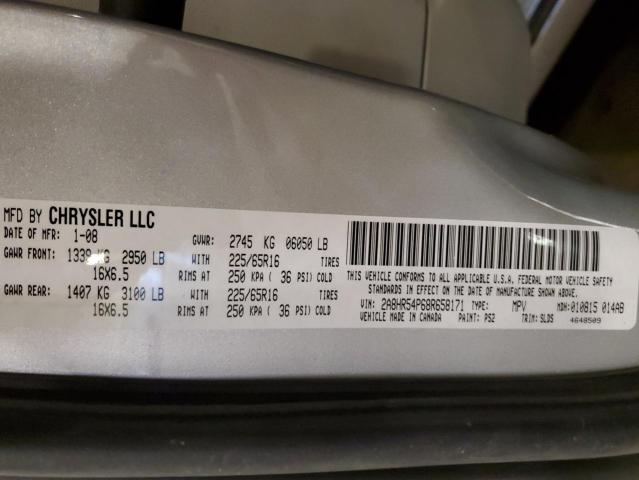 MFD BY CHRYSLER LLC
DATE OF MFR: 1-08 GVWR: 2745 KG 06050 LB
GAWR FRONT: 1338 KG 2950 LB WITH 225/65R16 TIRES
16X6.5 RIMS AT 250 KPA ( 36 PSI) COLD
GAWR REAR: 1407 KG 3100 LB WITH 225/65R16 TIRES
16X6.5 RIMS AT 250 KPA ( 36 PSI) COLD
THIS VEHICLE CONFORMS TO ALL APPLICABLE U.S.A. FEDERAL MOTOR VEHICLE SAFETY
STANDARDS IN EFFECT ON THE DATE OF MANUFACTURE SHOWN ABOVE.
VIN: 2A8HR54P68R658171 TYPE: MPV MDH:010815 014AB
VEHICLE MADE IN CANADA PAINT: PS2 TRIM: SLDS 4648509